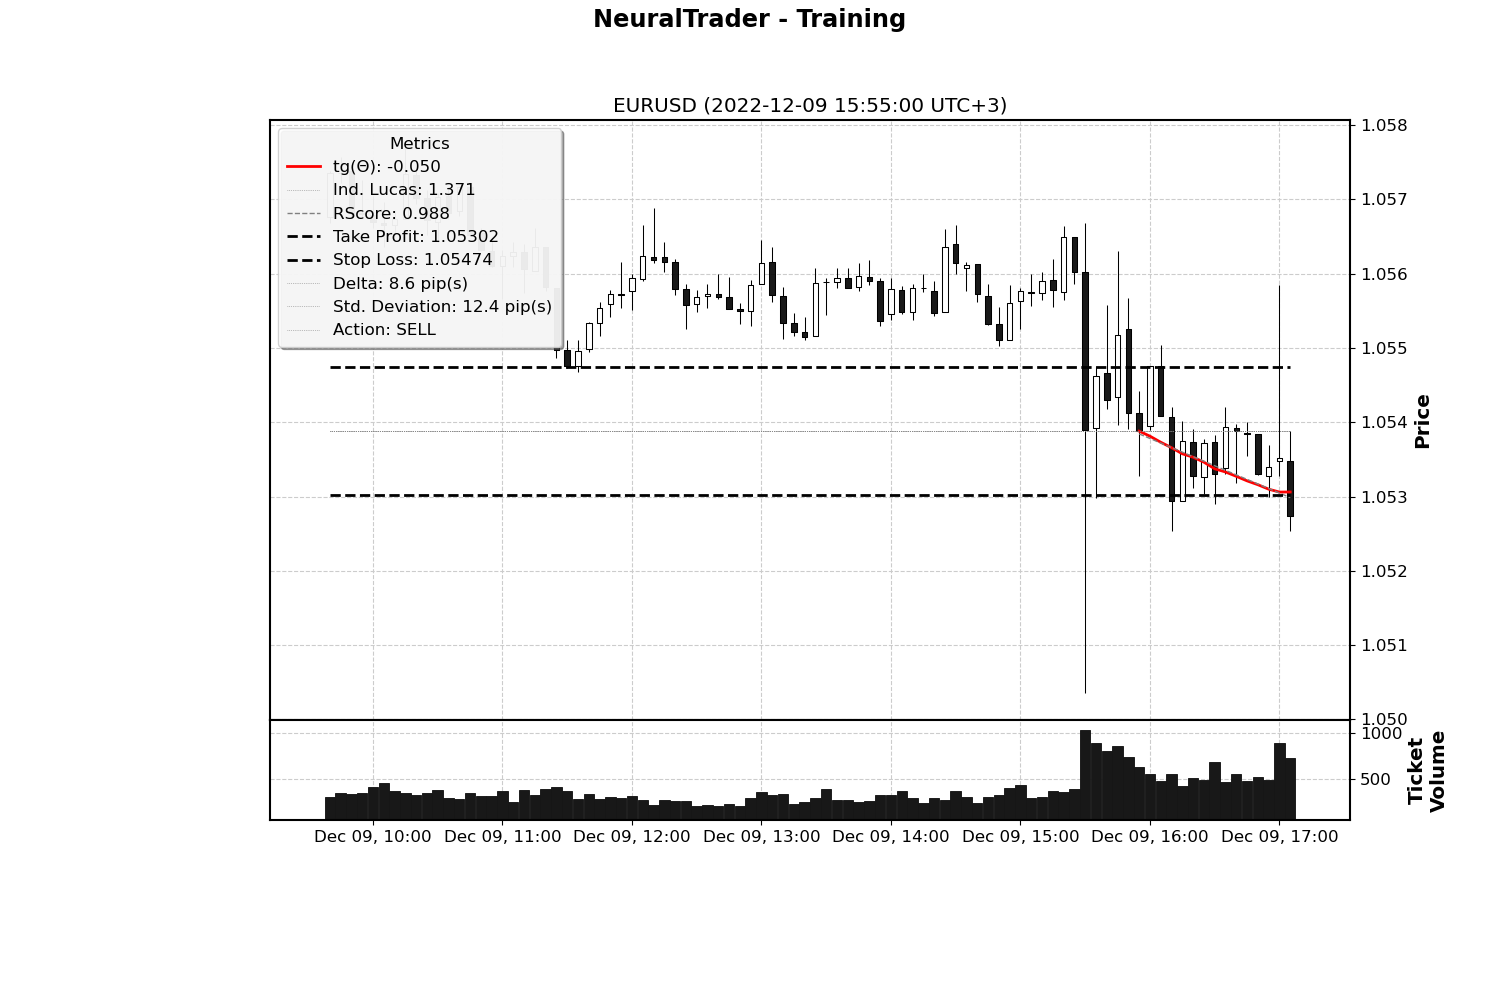 NeuralTrader - Training
EURUSD (2022-12-09 15:55:00 UTC+3)
Metrics
tg(Θ): -0.050
Ind. Lucas: 1.371
RScore: 0.988
Take Profit: 1.05302
Stop Loss: 1.05474
Delta: 8.6 pip(s)
Std. Deviation: 12.4 pip(s)
Action: SELL
1.058
1.057
1.056
1.055
1.054
1.053
1.052
1.051
1.050
Price
1000
500
Ticket
Volume
Dec 09, 10:00
Dec 09, 11:00
Dec 09, 12:00
Dec 09, 13:00
Dec 09, 14:00
Dec 09, 15:00
Dec 09, 16:00
Dec 09, 17:00